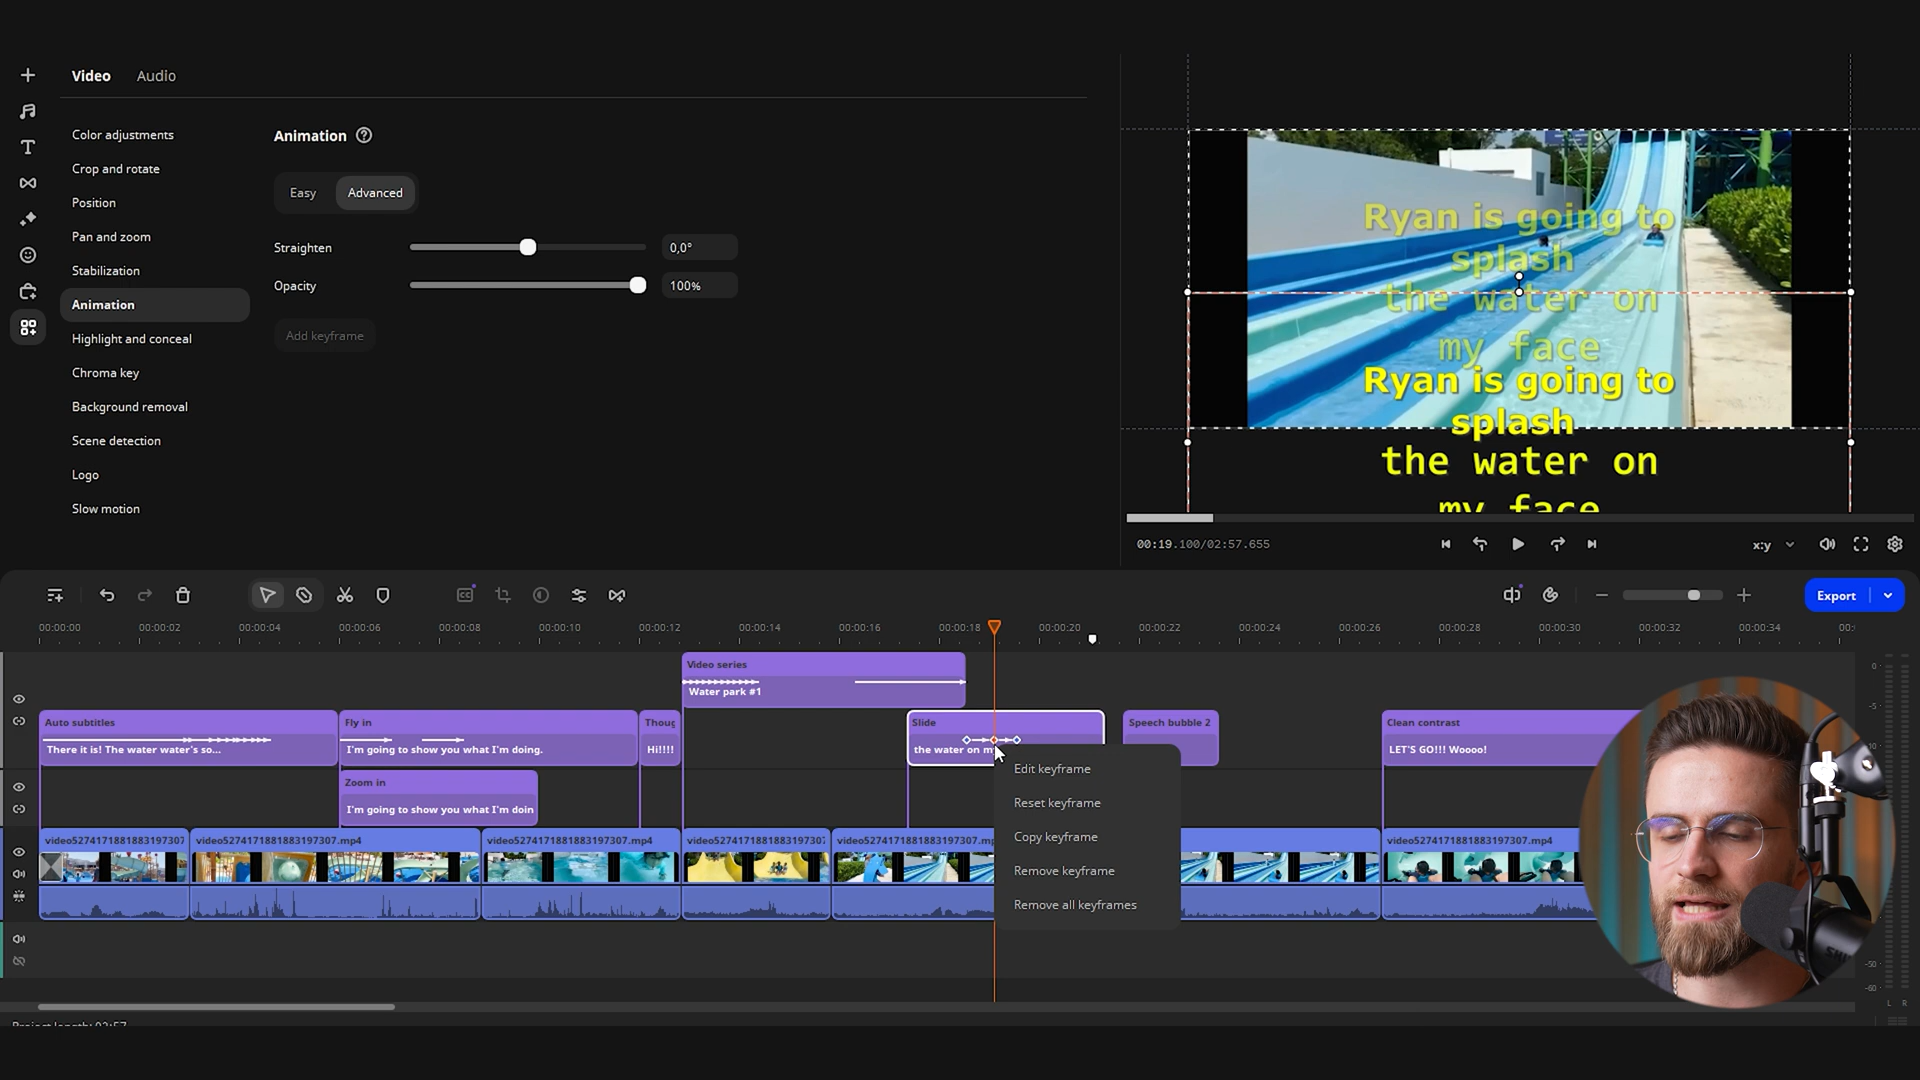 Video Audio
Color adjustments
Crop and rotate
Position
Pan and zoom
Stabilization
Animation
Highlight and conceal
Chroma key
Background removal
Scene detection
Logo
Slow motion
Animation ?
Easy Advanced
Straighten 0,0°
Opacity 100%
Add keyframe
Ryan is going to
splash
the water on
my face
Ryan is going to
splash
the water on
my face
00:19.100/02:57.655
x:y
Export
00:00:00 00:00:02 00:00:04 00:00:06 00:00:08 00:00:10 00:00:12 00:00:14 00:00:16 00:00:18 00:00:20 00:00:22 00:00:24 00:00:26 00:00:28 00:00:30 00:00:32 00:00:34 00:
Video series
Water park #1
Auto subtitles
There it is! The water water's so...
Fly in
I'm going to show you what I'm doing.
Thoug
Hi!!!!
Slide
the water on m
Speech bubble 2
Clean contrast
LET'S GO!!! Woooo!
Zoom in
I'm going to show you what I'm doin
Edit keyframe
Reset keyframe
Copy keyframe
Remove keyframe
Remove all keyframes
video5274171881883197307 video5274171881883197307.mp4 video5274171881883197307.mp4 video5274171881883197307. video5274171881883197307.mp video5274171881883197307.mp4
0
-5
-50
-60
L R
Project length: 02:57